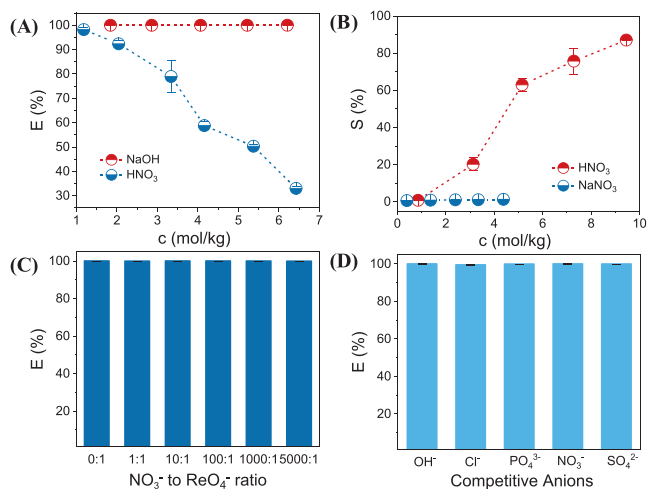 (A)
E (%)
100
90
80
70
60
50
40
30
NaOH
HNO₃
1 2 3 4 5 6 7
c (mol/kg)
(B)
S (%)
100
80
60
40
20
0
HNO₃
NaNO₃
0 2 4 6 8 10
c (mol/kg)
(C)
E (%)
100
80
60
40
20
0:1 1:1 10:1 100:1 1000:1 5000:1
NO₃⁻ to ReO₄⁻ ratio
(D)
E (%)
100
80
60
40
20
OH⁻ Cl⁻ PO₄³⁻ NO₃⁻ SO₄²⁻
Competitive Anions